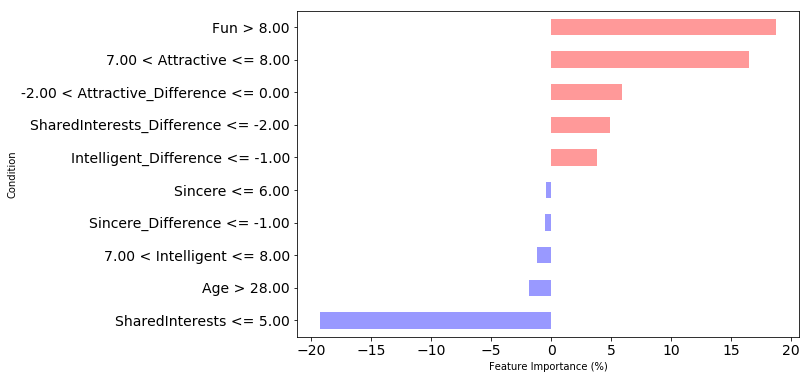 Fun > 8.00
7.00 < Attractive <= 8.00
-2.00 < Attractive_Difference <= 0.00
SharedInterests_Difference <= -2.00
Intelligent_Difference <= -1.00
Sincere <= 6.00
Sincere_Difference <= -1.00
7.00 < Intelligent <= 8.00
Age > 28.00
SharedInterests <= 5.00
Condition
−20 −15 −10 −5 0 5 10 15 20
Feature Importance (%)